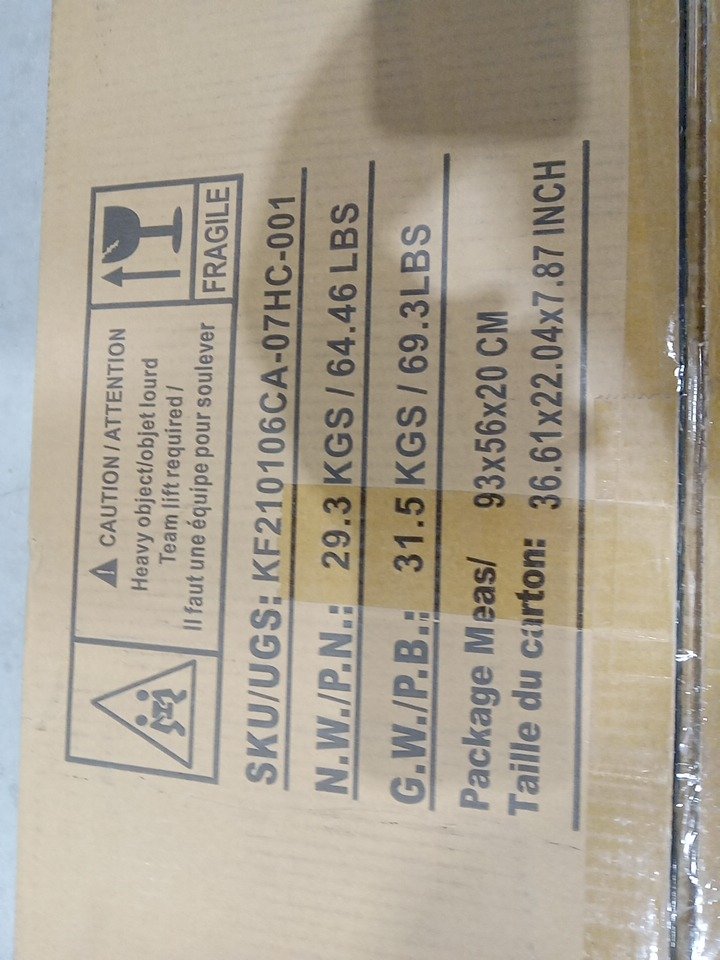 CAUTION / ATTENTION
Heavy object/objet lourd
Team lift required /
Il faut une équipe pour soulever
FRAGILE
SKU/UGS: KF210106CA-07HC-001
N.W./P.N.: 29.3 KGS / 64.46 LBS
G.W./P.B.: 31.5 KGS / 69.3LBS
Package Meas/ 93x56x20 CM
Taille du carton: 36.61x22.04x7.87 INCH